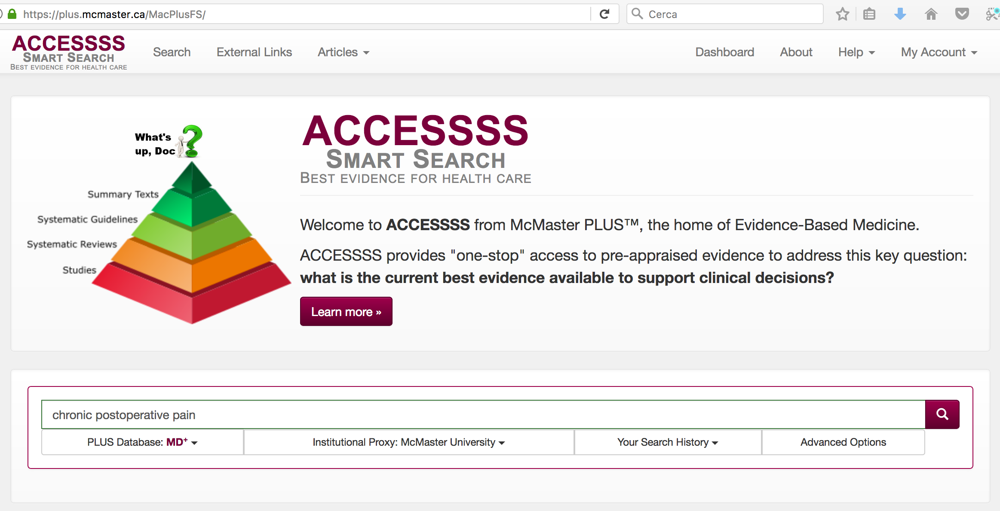 https://plus.mcmaster.ca/MacPlusFS/
Cerca
ACCESSSS
SMART SEARCH
BEST EVIDENCE FOR HEALTH CARE
Search
External Links
Articles
Dashboard
About
Help
My Account
What's
up, Doc
Summary Texts
Systematic Guidelines
Systematic Reviews
Studies
ACCESSSS
SMART SEARCH
BEST EVIDENCE FOR HEALTH CARE
Welcome to ACCESSSS from McMaster PLUS™, the home of Evidence-Based Medicine.
ACCESSSS provides "one-stop" access to pre-appraised evidence to address this key question:
what is the current best evidence available to support clinical decisions?
Learn more »
chronic postoperative pain
PLUS Database: MD+
Institutional Proxy: McMaster University
Your Search History
Advanced Options